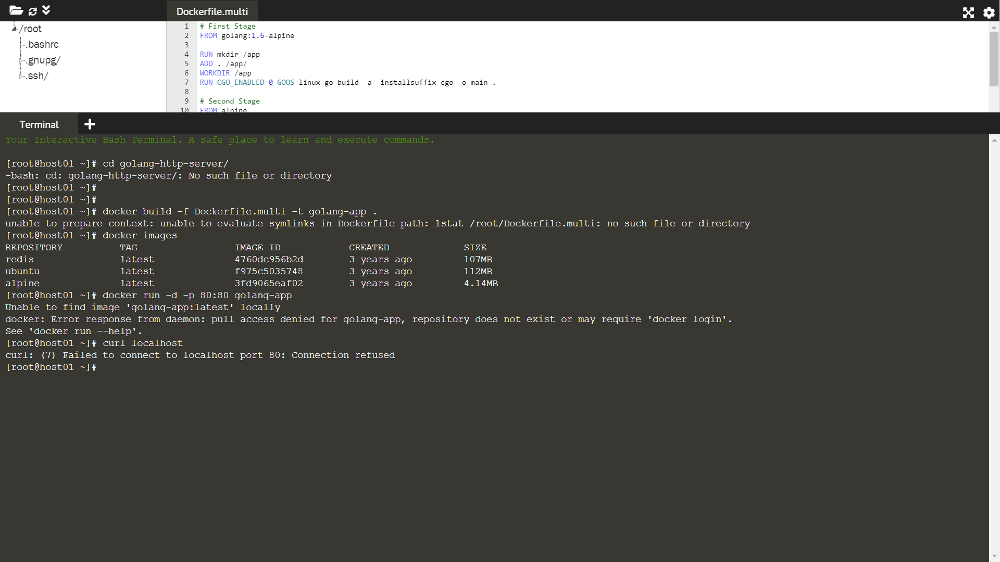 Dockerfile.multi
/root
.bashrc
.gnupg/
.ssh/
1 # First Stage
2 FROM golang:1.6-alpine
3
4 RUN mkdir /app
5 ADD . /app/
6 WORKDIR /app
7 RUN CGO_ENABLED=0 GOOS=linux go build -a -installsuffix cgo -o main .
8
9 # Second Stage
10 FROM alpine
Terminal
Your Interactive Bash Terminal. A safe place to learn and execute commands.
[root@host01 ~]# cd golang-http-server/
-bash: cd: golang-http-server/: No such file or directory
[root@host01 ~]#
[root@host01 ~]#
[root@host01 ~]# docker build -f Dockerfile.multi -t golang-app .
unable to prepare context: unable to evaluate symlinks in Dockerfile path: lstat /root/Dockerfile.multi: no such file or directory
[root@host01 ~]# docker images
REPOSITORY TAG IMAGE ID CREATED SIZE
redis latest 4760dc956b2d 3 years ago 107MB
ubuntu latest f975c5035748 3 years ago 112MB
alpine latest 3fd9065eaf02 3 years ago 4.14MB
[root@host01 ~]# docker run -d -p 80:80 golang-app
Unable to find image 'golang-app:latest' locally
docker: Error response from daemon: pull access denied for golang-app, repository does not exist or may require 'docker login'.
See 'docker run --help'.
[root@host01 ~]# curl localhost
curl: (7) Failed to connect to localhost port 80: Connection refused
[root@host01 ~]#